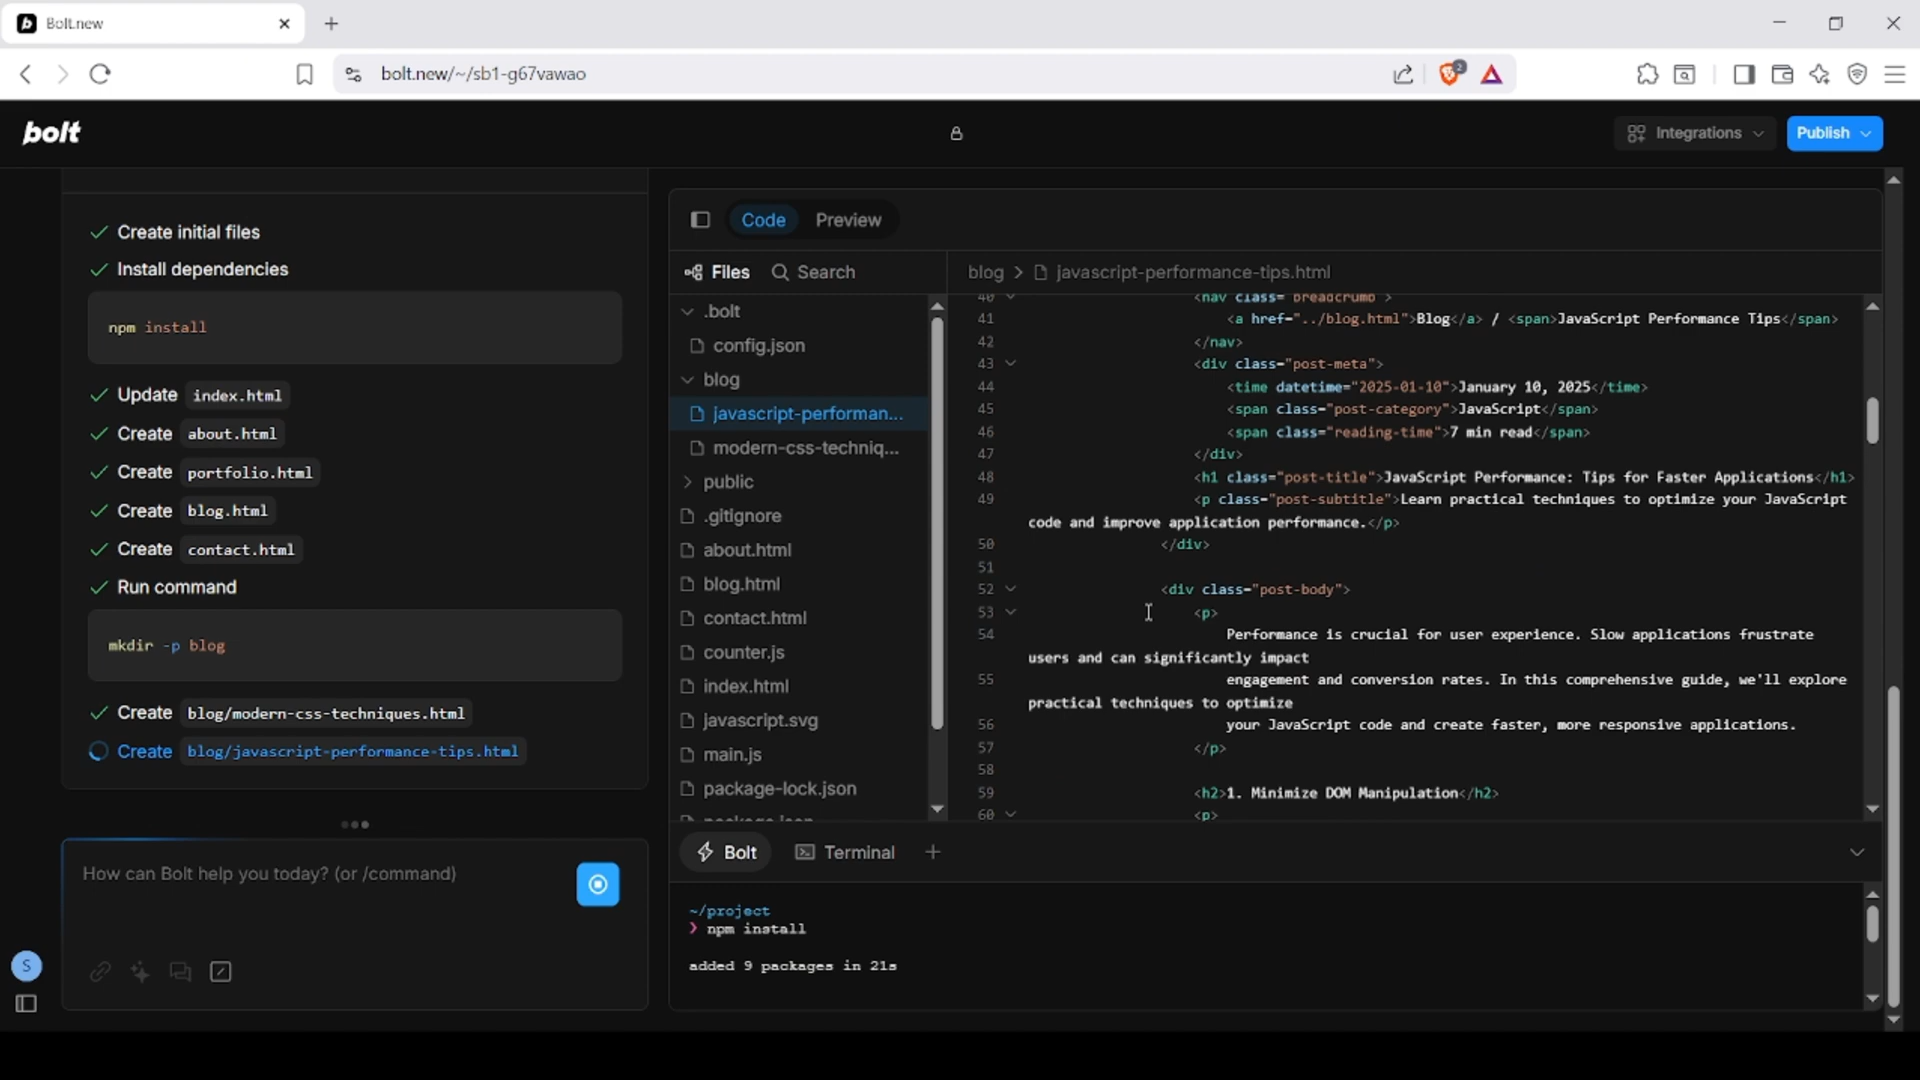 Bolt.new
bolt.new/~/sb1-g67vawao
2
bolt
Integrations
Publish
Create initial files
Install dependencies
npm install
Update index.html
Create about.html
Create portfolio.html
Create blog.html
Create contact.html
Run command
mkdir -p blog
Create blog/modern-css-techniques.html
Create blog/javascript-performance-tips.html
How can Bolt help you today? (or /command)
S
Code
Preview
Files
Search
.bolt
config.json
blog
javascript-performan...
modern-css-techniq...
public
.gitignore
about.html
blog.html
contact.html
counter.js
index.html
javascript.svg
main.js
package-lock.json
package.json
blog > javascript-performance-tips.html
40 <nav class="breadcrumb">
41 <a href="../blog.html">Blog</a> / <span>JavaScript Performance Tips</span>
42 </nav>
43 <div class="post-meta">
44 <time datetime="2025-01-10">January 10, 2025</time>
45 <span class="post-category">JavaScript</span>
46 <span class="reading-time">7 min read</span>
47 </div>
48 <h1 class="post-title">JavaScript Performance: Tips for Faster Applications</h1>
49 <p class="post-subtitle">Learn practical techniques to optimize your JavaScript
code and improve application performance.</p>
50 </div>
51
52 <div class="post-body">
53 <p>
54 Performance is crucial for user experience. Slow applications frustrate
users and can significantly impact
55 engagement and conversion rates. In this comprehensive guide, we'll explore
practical techniques to optimize
56 your JavaScript code and create faster, more responsive applications.
57 </p>
58
59 <h2>1. Minimize DOM Manipulation</h2>
60 <p>
Bolt
Terminal
~/project
❯ npm install
added 9 packages in 21s